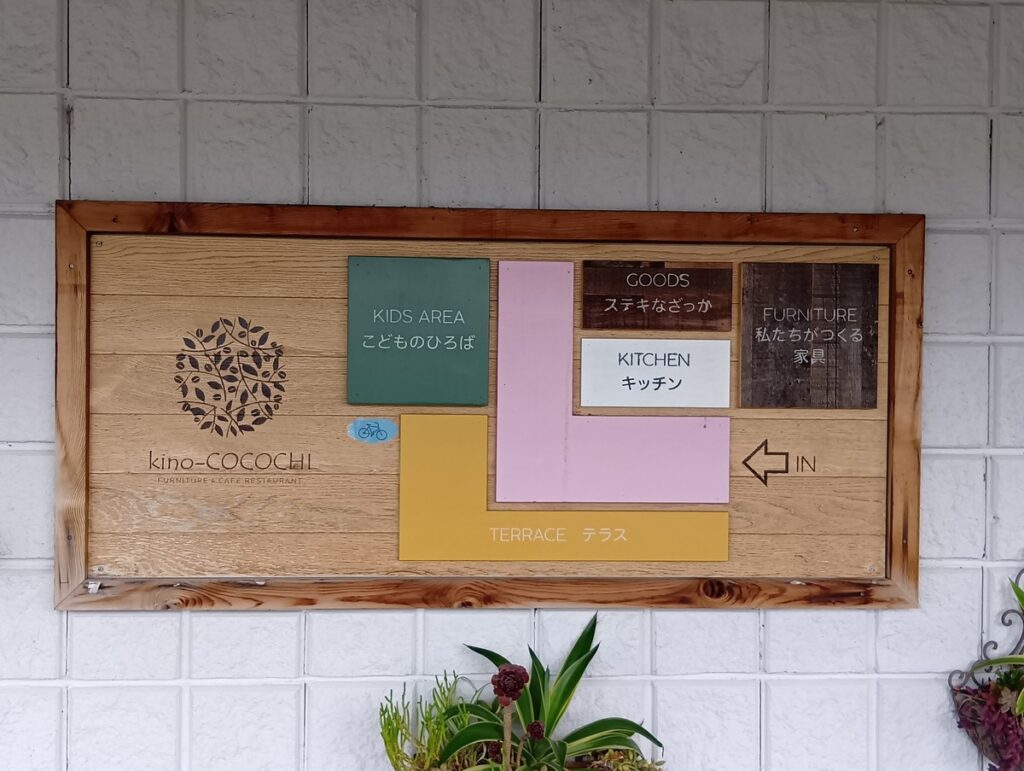 kino-COCOCHI
FURNITURE & CAFE RESTAURANT
KIDS AREA
こどものひろば
GOODS
ステキなざっか
KITCHEN
キッチン
FURNITURE
私たちがつくる
家具
IN
TERRACE テラス